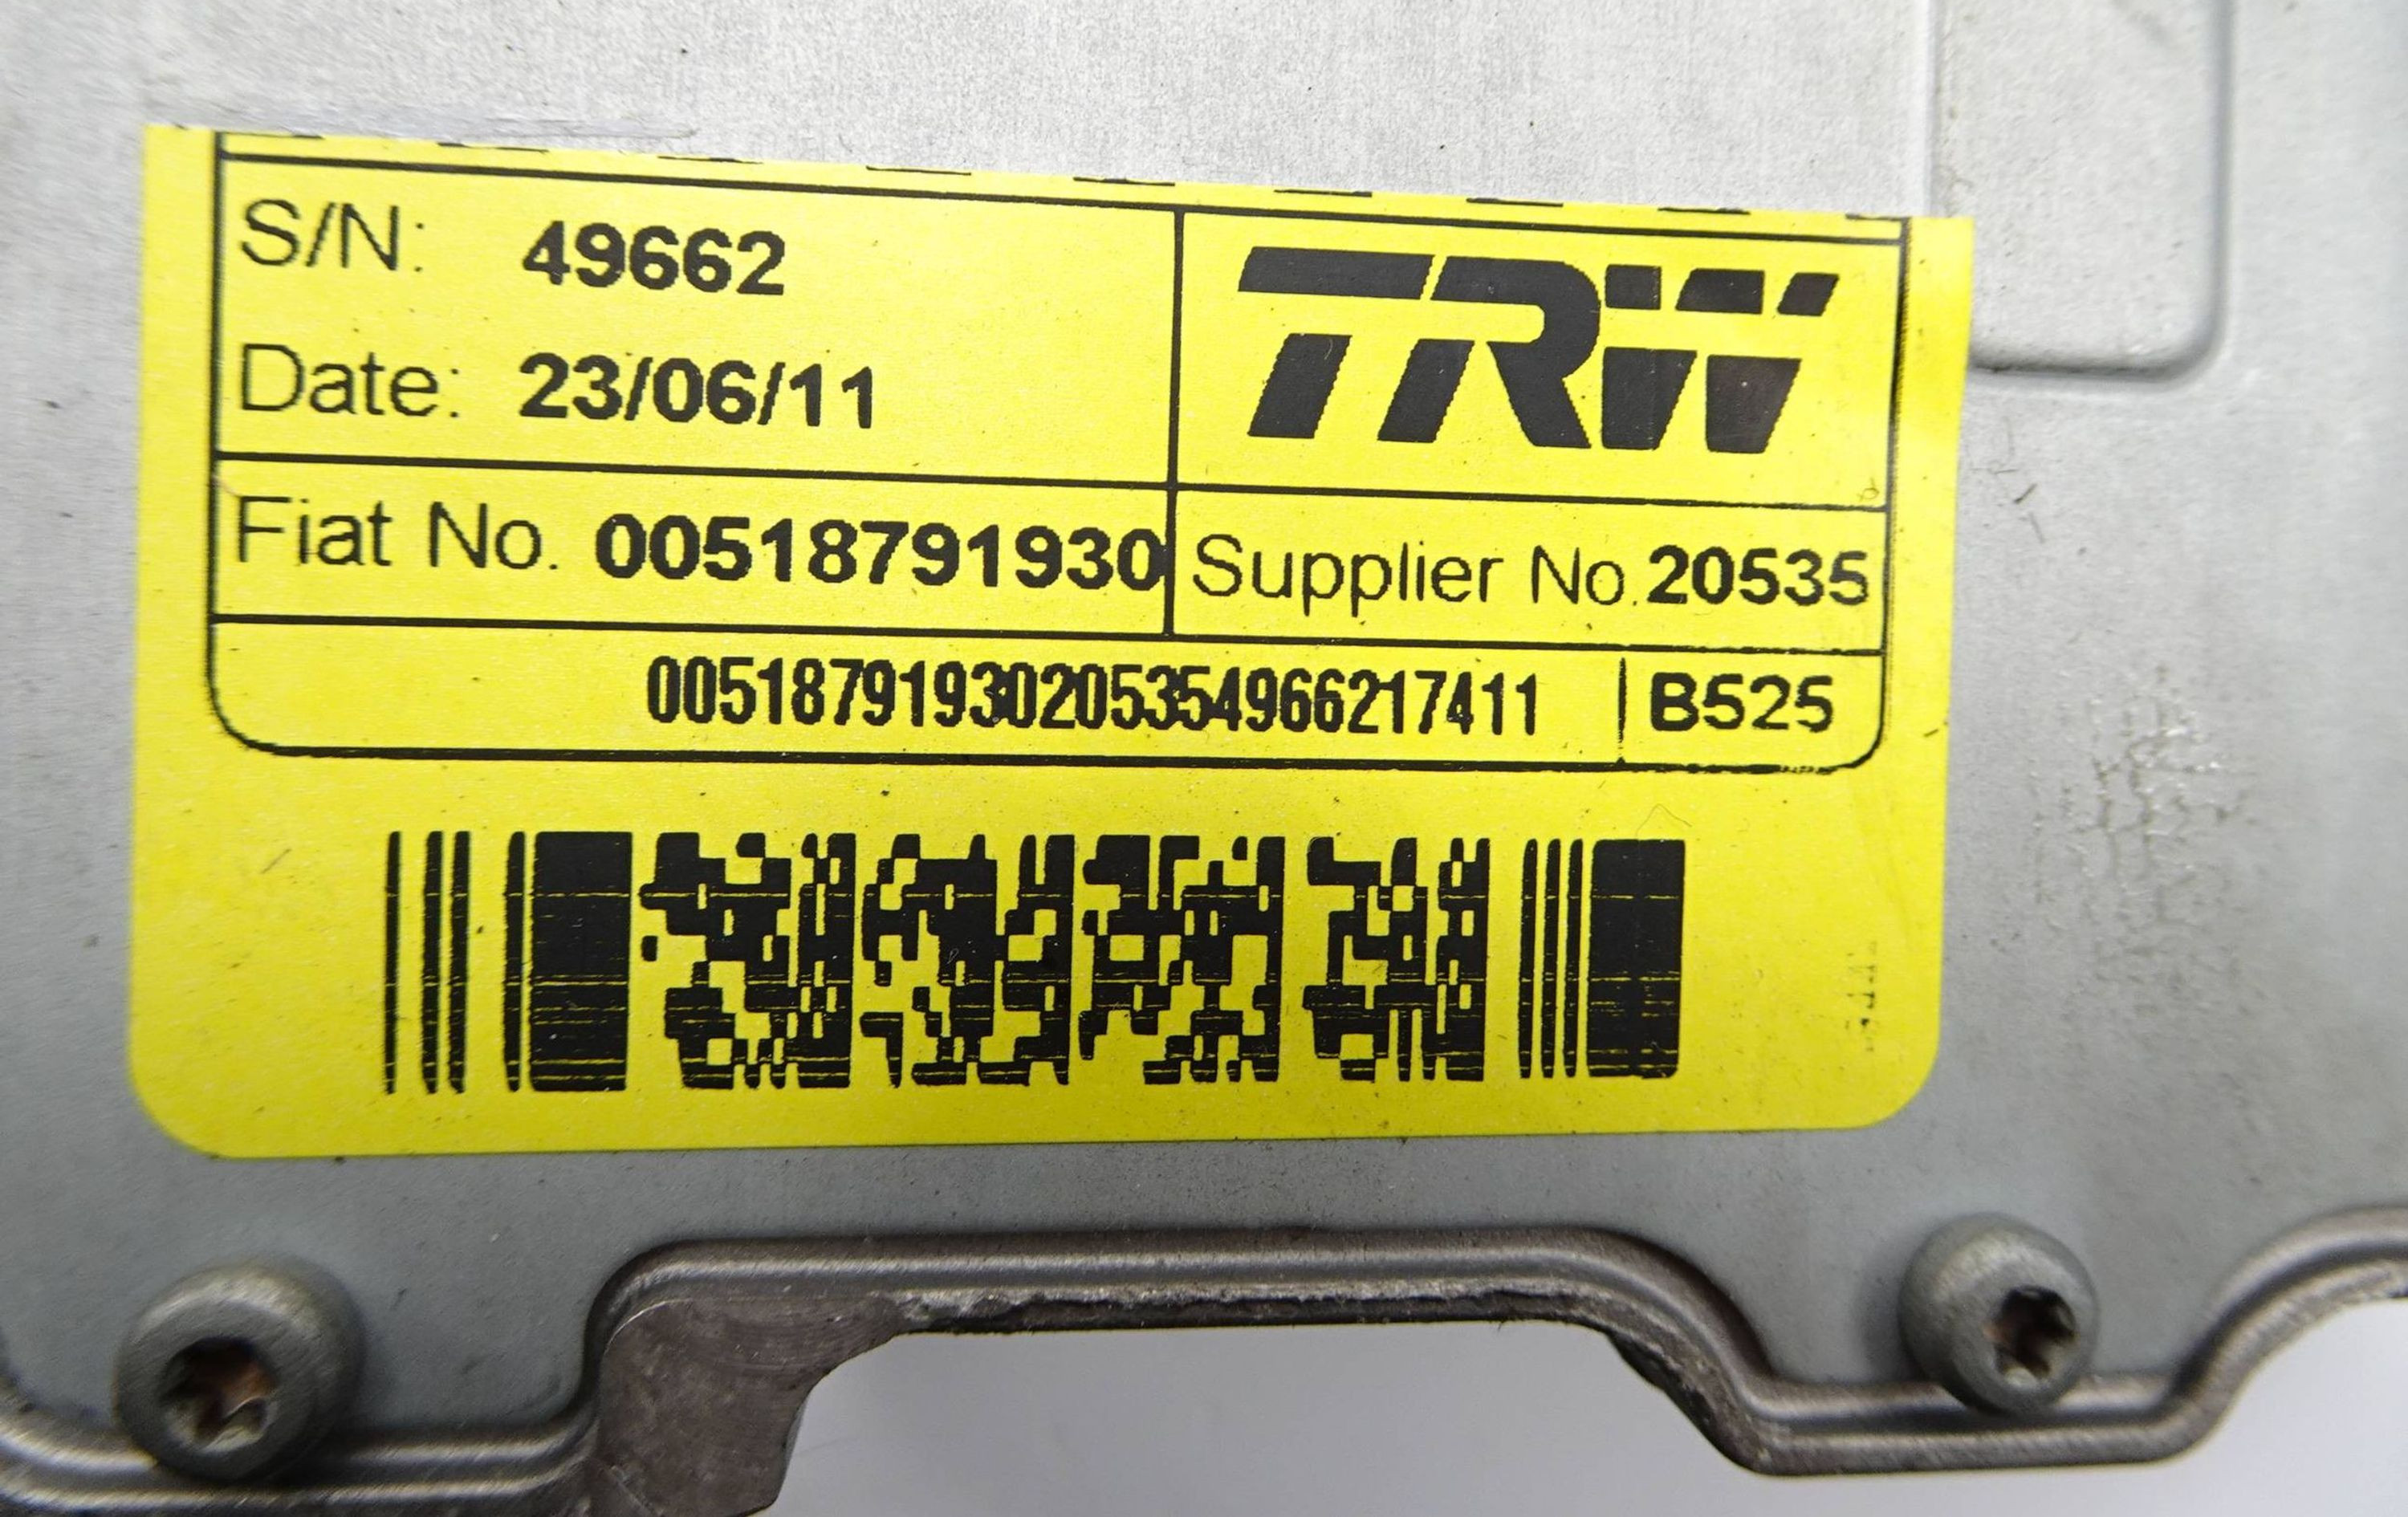 S/N: 49662
TRW
Date: 23/06/11
Fiat No. 00518791930
Supplier No. 20535
00518791930205354966217411
B525